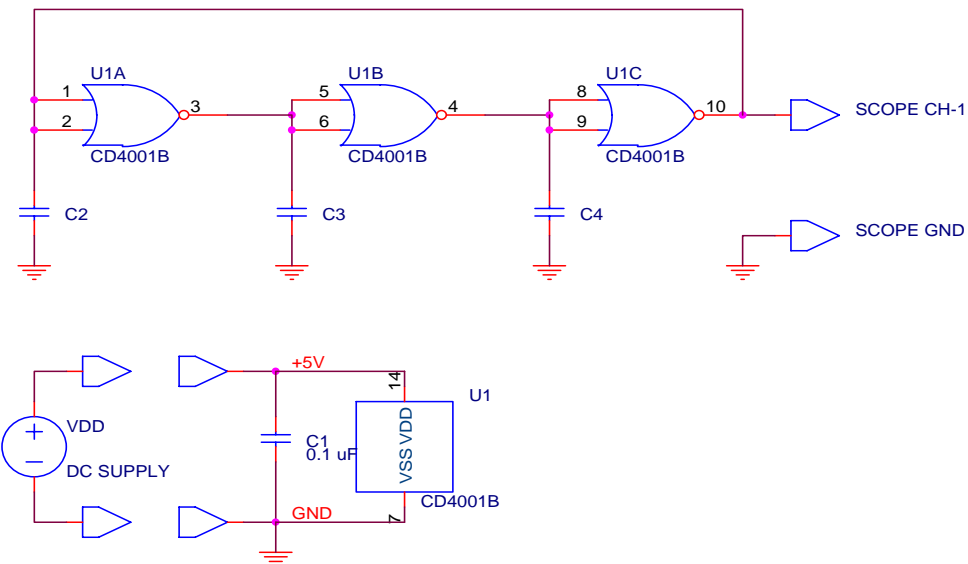 U1A
U1B
U1C
1
2
3
5
6
4
8
9
10
SCOPE CH-1
CD4001B
CD4001B
CD4001B
C2
C3
C4
SCOPE GND
+5V
14
U1
+
VDD
−
DC SUPPLY
C1
0.1 uF
VSS VDD
CD4001B
GND
7